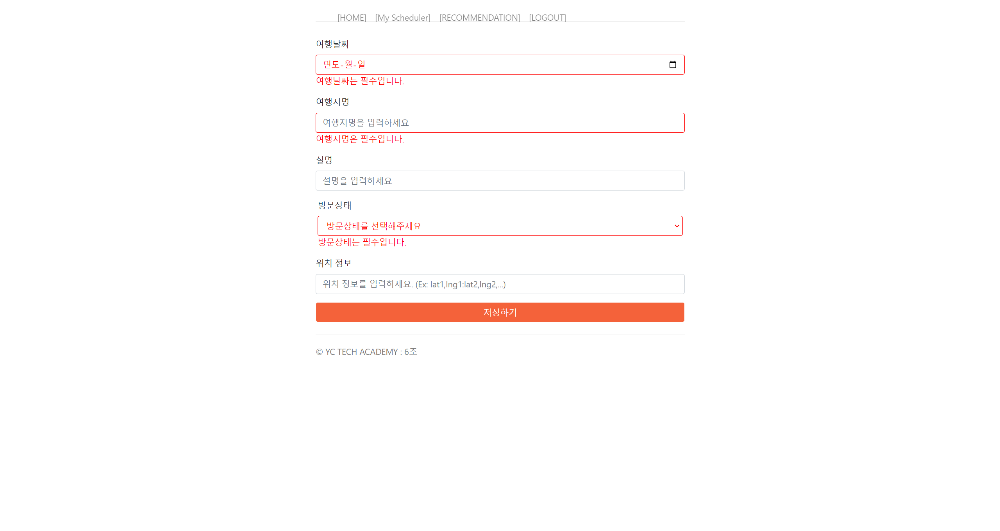 [HOME] [My Scheduler] [RECOMMENDATION] [LOGOUT]
여행날짜
연도-월-일
여행날짜는 필수입니다.
여행지명
여행지명을 입력하세요
여행지명은 필수입니다.
설명
설명을 입력하세요
방문상태
방문상태를 선택해주세요
방문상태는 필수입니다.
위치 정보
위치 정보를 입력하세요. (Ex: lat1,lng1:lat2,lng2,...)
저장하기
© YC TECH ACADEMY : 6조